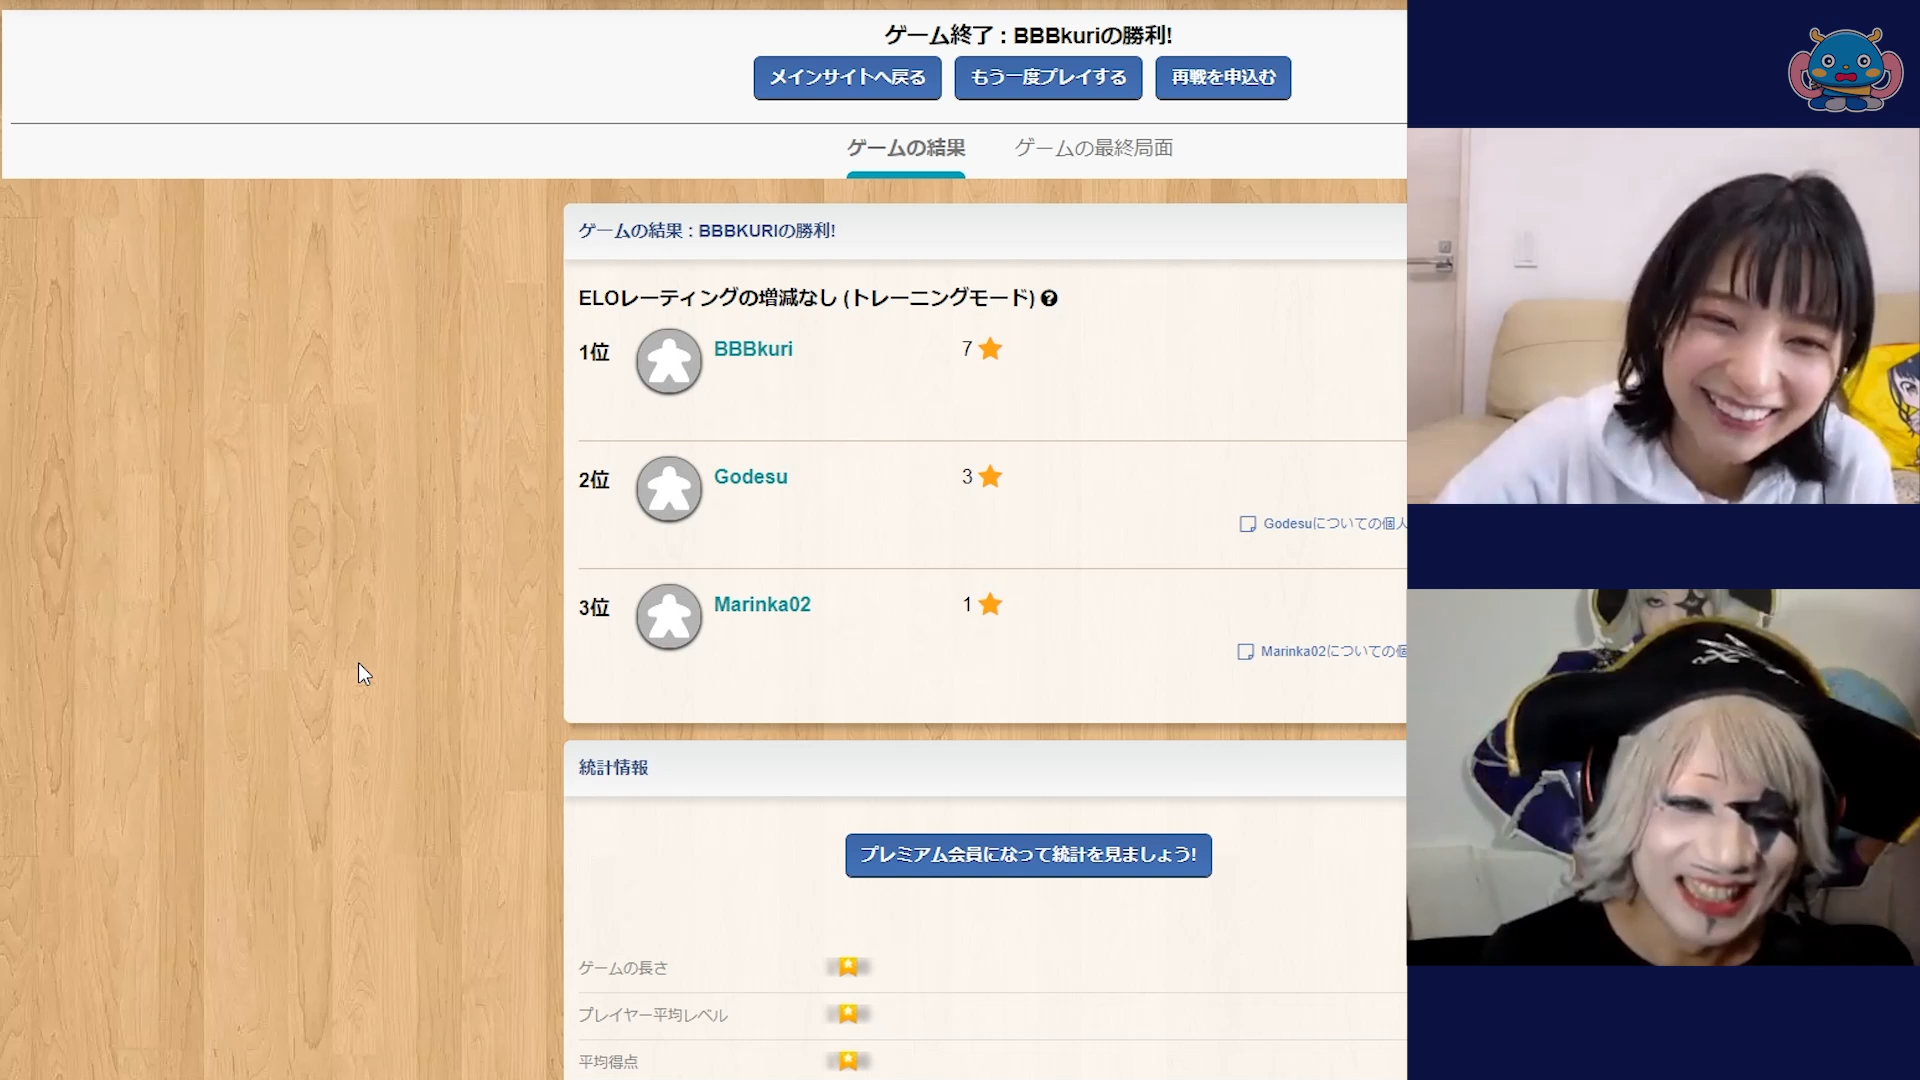 ゲーム終了 : BBBkuriの勝利!
メインサイトへ戻る
もう一度プレイする
再戦を申込む
ゲームの結果
ゲームの最終局面
ゲームの結果 : BBBKURIの勝利!
ELOレーティングの増減なし (トレーニングモード) ?
1位 BBBkuri 7
2位 Godesu 3
Godesuについての個人
3位 Marinka02 1
Marinka02についての個
統計情報
プレミアム会員になって統計を見ましょう!
ゲームの長さ
プレイヤー平均レベル
平均得点